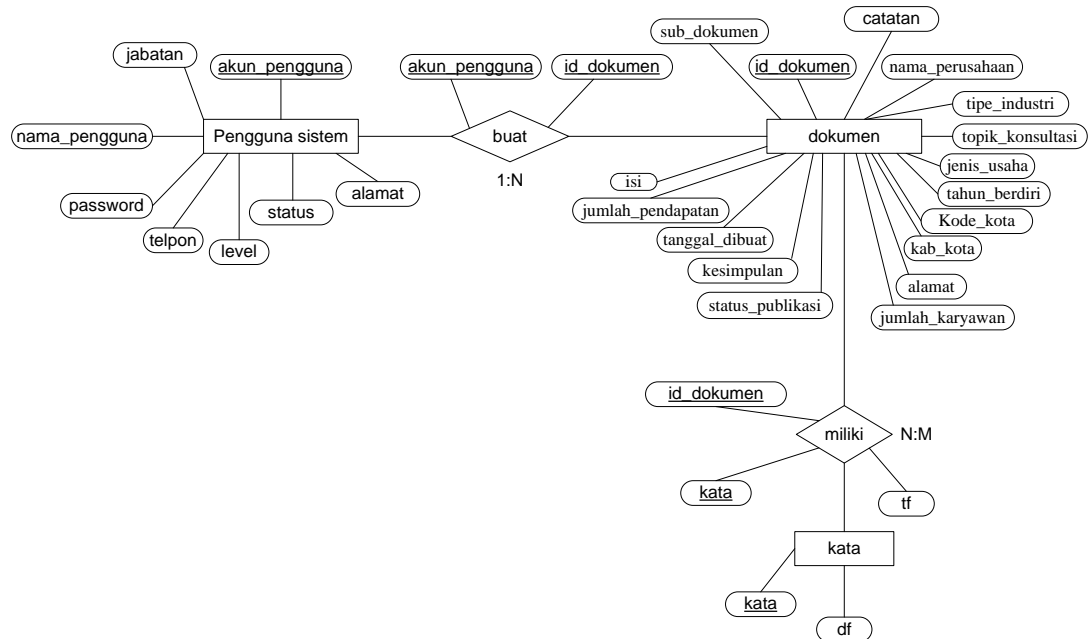 catatan
sub_dokumen
jabatan
akun_pengguna
akun_pengguna
id_dokumen
id_dokumen
nama_perusahaan
tipe_industri
nama_pengguna
Pengguna sistem
buat
dokumen
topik_konsultasi
jenis_usaha
1:N
isi
alamat
tahun_berdiri
password
status
jumlah_pendapatan
Kode_kota
telpon
tanggal_dibuat
level
kab_kota
kesimpulan
alamat
status_publikasi
jumlah_karyawan
id_dokumen
miliki
N:M
kata
tf
kata
kata
df